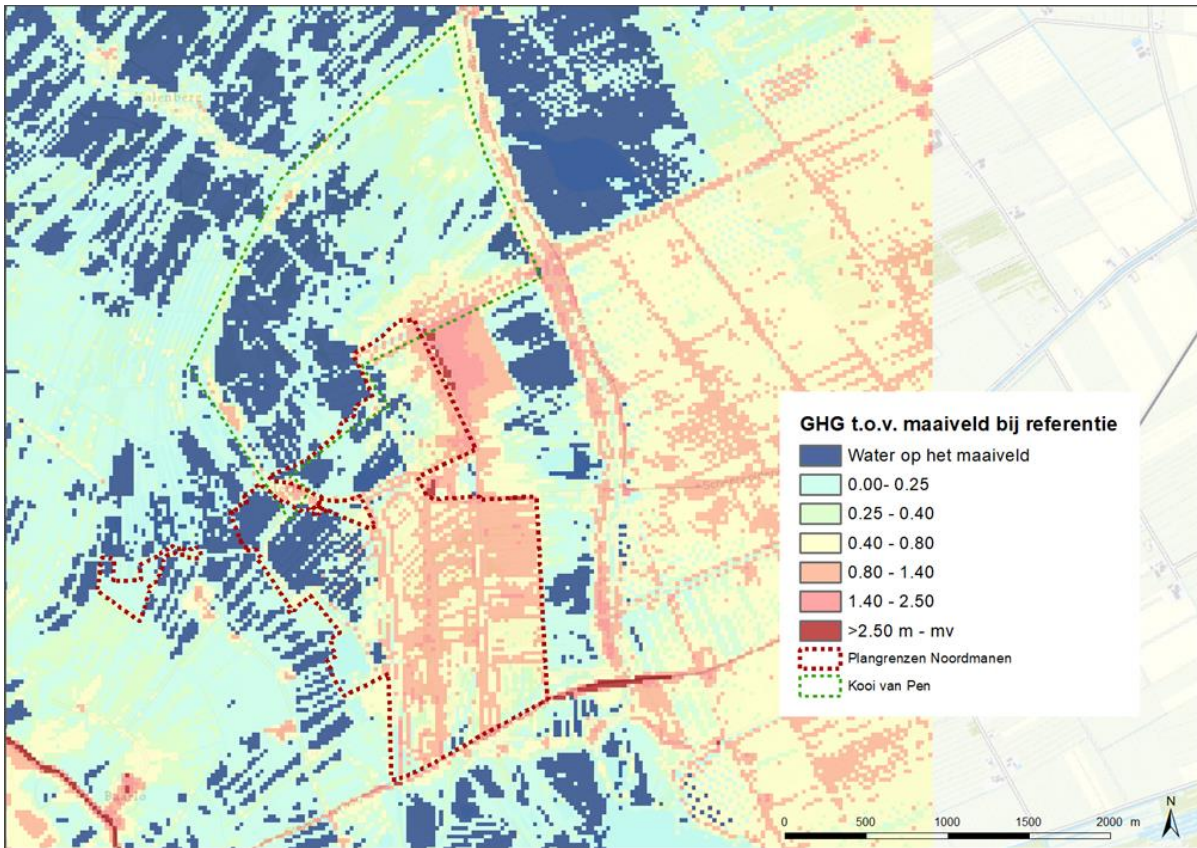 Kalenberg
GHG t.o.v. maaiveld bij referentie
Water op het maaiveld
0.00- 0.25
0.25 - 0.40
0.40 - 0.80
0.80 - 1.40
1.40 - 2.50
>2.50 m - mv
Plangrenzen Noordmanen
Kooi van Pen
N
0 500 1000 1500 2000 m